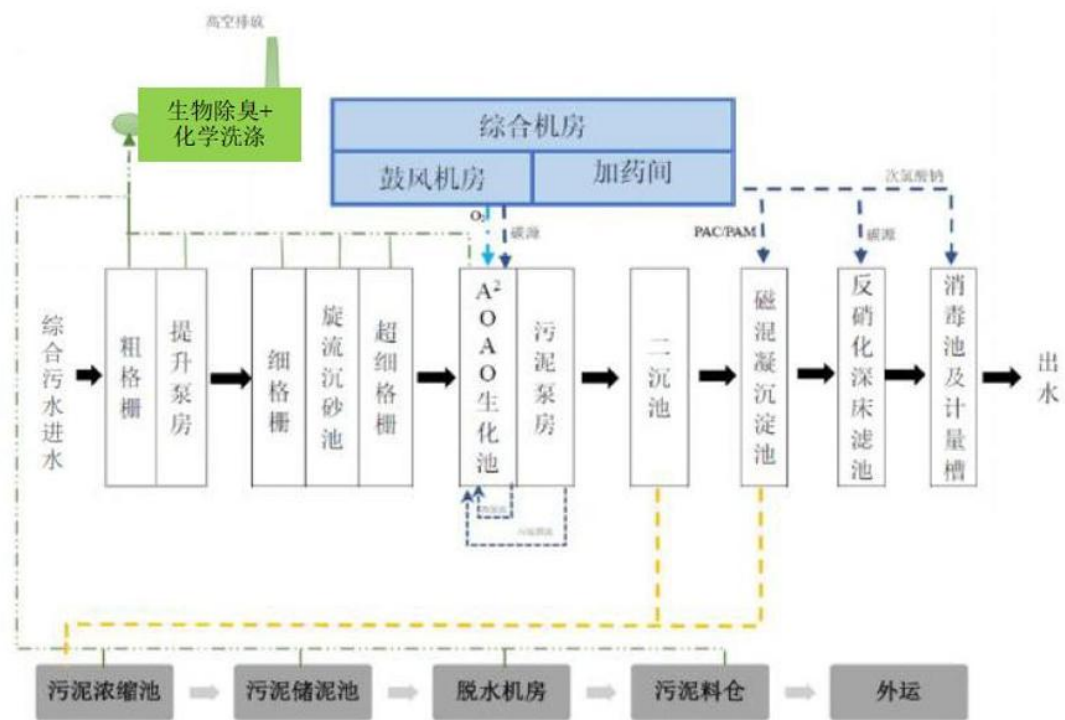 高空排放
生物除臭+
化学洗涤
综合机房
鼓风机房
加药间
O₂
碳源
次氯酸钠
PAC/PAM
碳源
综合污水进水
粗格栅
提升泵房
细格栅
旋流沉砂池
超细格栅
A²OAO生化池
污泥泵房
二沉池
磁混凝沉淀池
反硝化深床滤池
消毒池及计量槽
出水
污泥浓缩池
污泥储泥池
脱水机房
污泥料仓
外运